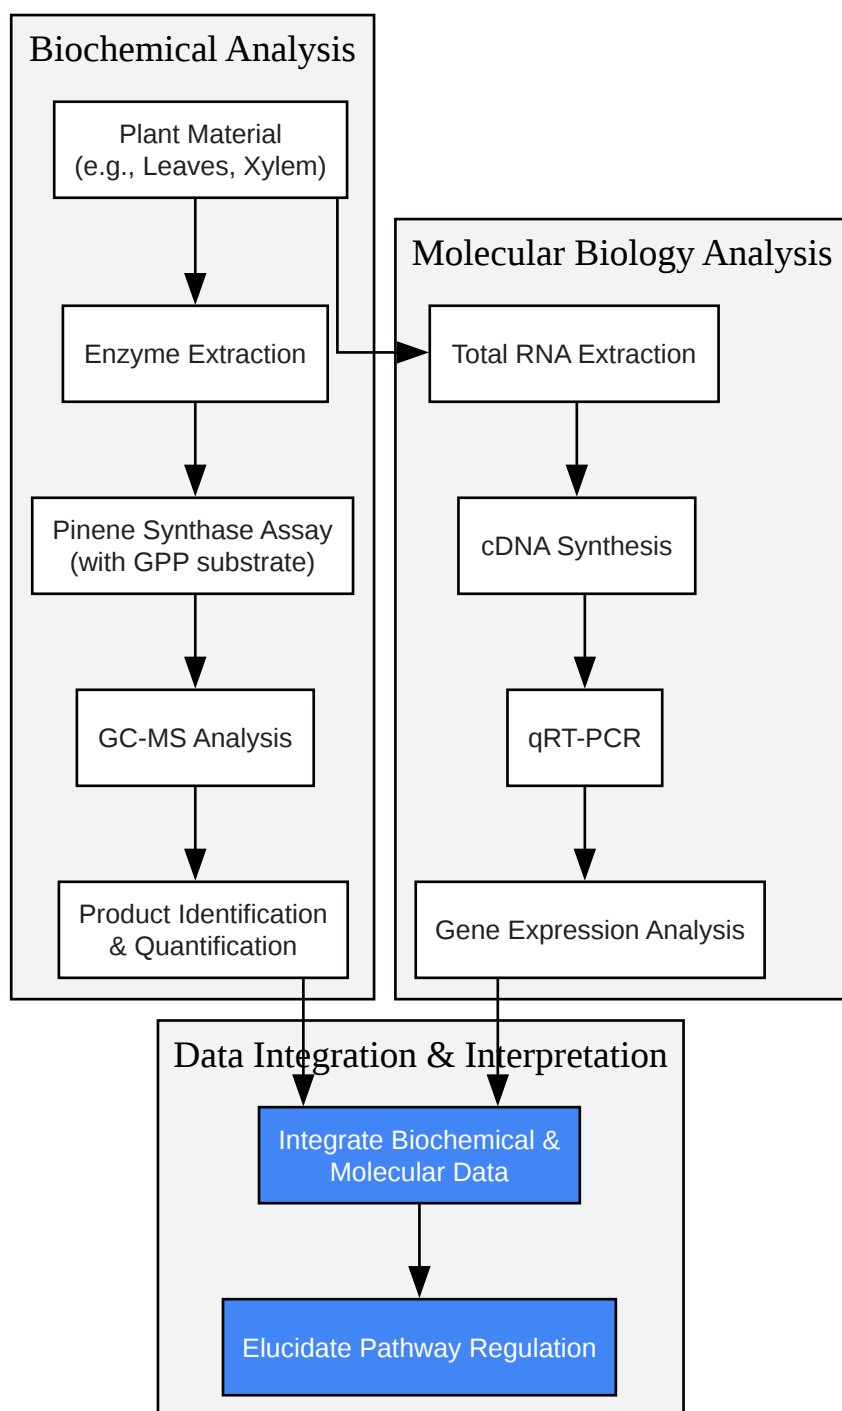 Biochemical Analysis
Plant Material
(e.g., Leaves, Xylem)
Enzyme Extraction
Pinene Synthase Assay
(with GPP substrate)
GC-MS Analysis
Product Identification
& Quantification
Molecular Biology Analysis
Total RNA Extraction
cDNA Synthesis
qRT-PCR
Gene Expression Analysis
Data Integration & Interpretation
Integrate Biochemical &
Molecular Data
Elucidate Pathway Regulation